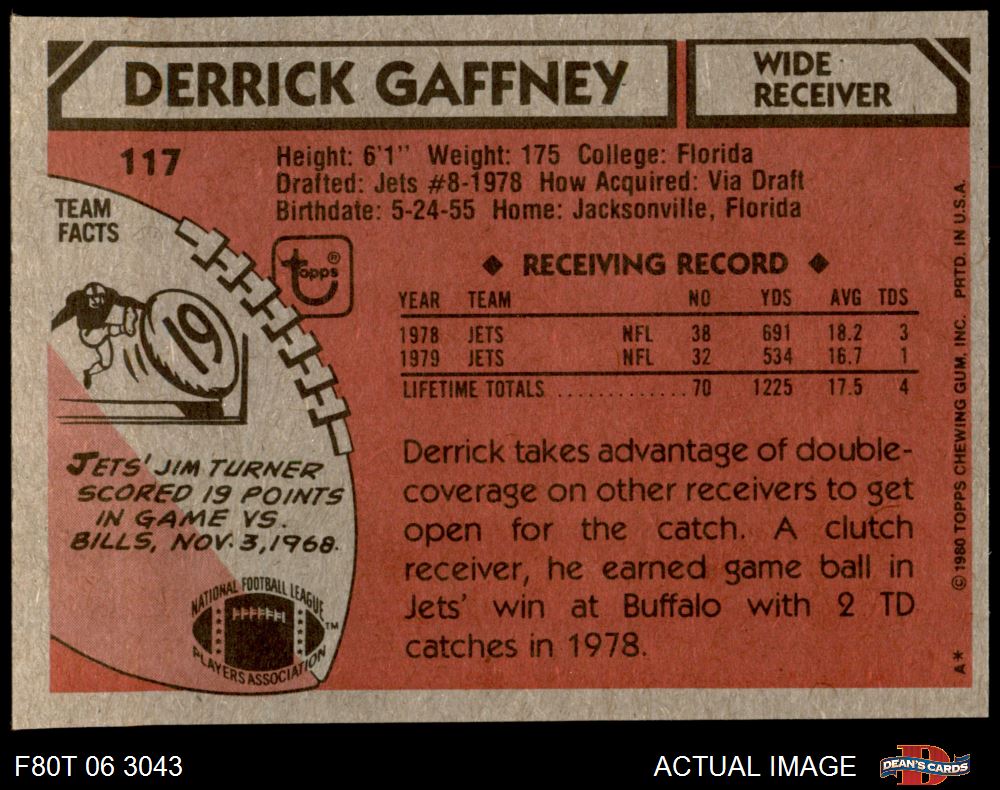 DERRICK GAFFNEY
WIDE
RECEIVER
117
Height: 6'1" Weight: 175 College: Florida
Drafted: Jets #8-1978 How Acquired: Via Draft
Birthdate: 5-24-55 Home: Jacksonville, Florida
TEAM
FACTS
19
topps®
◆ RECEIVING RECORD ◆
YEAR TEAM NO YDS AVG TDS
1978 JETS NFL 38 691 18.2 3
1979 JETS NFL 32 534 16.7 1
LIFETIME TOTALS ............ 70 1225 17.5 4
JETS' JIM TURNER
SCORED 19 POINTS
IN GAME VS.
BILLS, NOV. 3, 1968.
NATIONAL FOOTBALL LEAGUE
PLAYERS ASSOCIATION
TM
Derrick takes advantage of double-
coverage on other receivers to get
open for the catch. A clutch
receiver, he earned game ball in
Jets' win at Buffalo with 2 TD
catches in 1978.
A* © 1980 TOPPS CHEWING GUM, INC. PRTD. IN U.S.A.
F80T 06 3043
ACTUAL IMAGE
D
DEAN'S CARDS